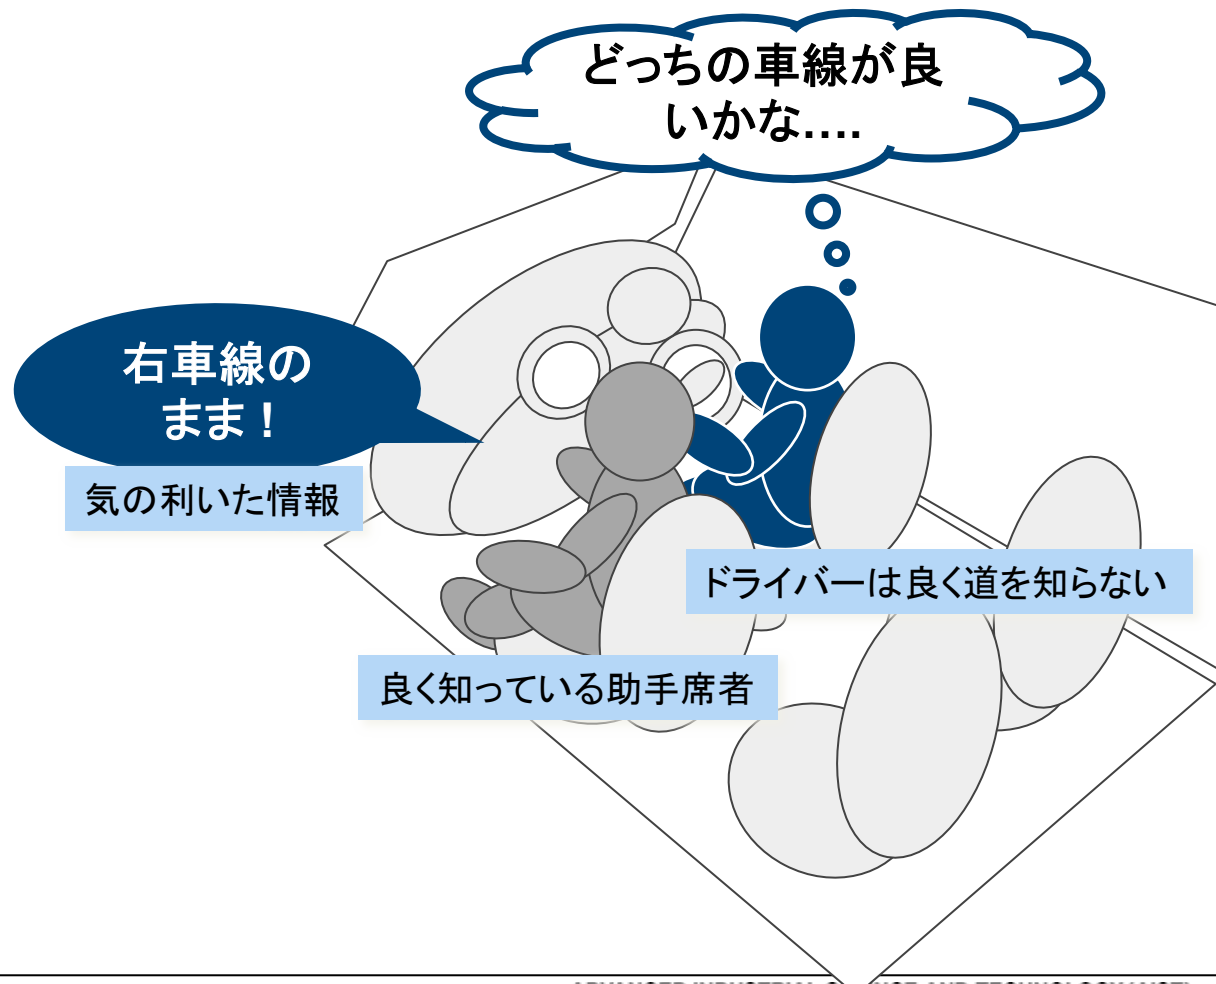 どっちの車線が良
いかな....
右車線の
まま！
気の利いた情報
ドライバーは良く道を知らない
良く知っている助手席者